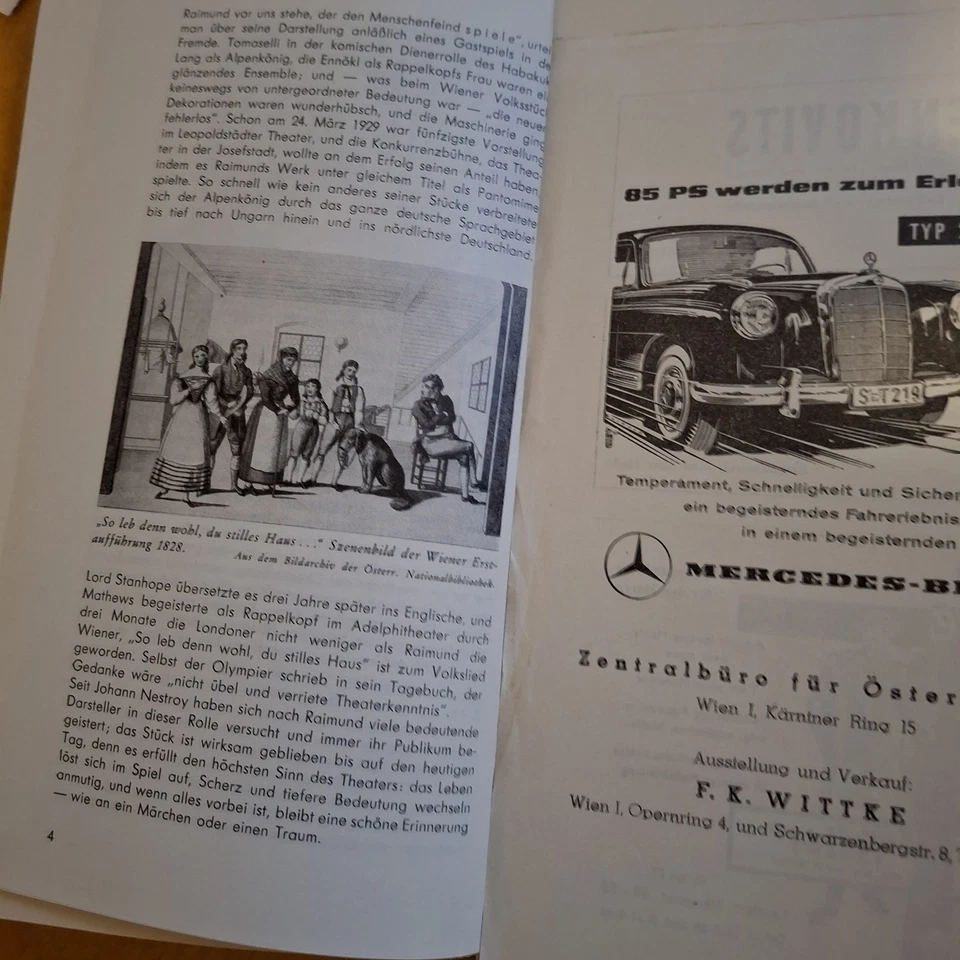 Raimund vor uns stehe, der den Menschenfeind spiele", urtei
man über seine Darstellung anläßlich eines Gastspiels in de
Fremde. Tomaselli in der komischen Dienerrolle des Habakuk
Lang als Alpenkönig, die Ennökl als Rappelkopfs Frau waren ei
glänzendes Ensemble; und — was beim Wiener Volksstück
keineswegs von untergeordneter Bedeutung war — „die neuen
Dekorationen waren wunderhübsch, und die Maschinerie ging
fehlerlos". Schon am 24. März 1929 war fünfzigste Vorstellung
im Leopoldstädter Theater, und die Konkurrenzbühne, das Thea-
ter in der Josefstadt, wollte an dem Erfolg seinen Anteil haben,
indem es Raimunds Werk unter gleichem Titel als Pantomime
spielte. So schnell wie kein anderes seiner Stücke verbreitete
sich der Alpenkönig durch das ganze deutsche Sprachgebiet
bis tief nach Ungarn hinein und ins nördlichste Deutschland.
„So leb denn wohl, du stilles Haus ..." Szenenbild der Wiener Erst-
aufführung 1828.
Aus dem Bildarchiv der Österr. Nationalbibliothek.
Lord Stanhope übersetzte es drei Jahre später ins Englische, und
Mathews begeisterte als Rappelkopf im Adelphitheater durch
drei Monate die Londoner nicht weniger als Raimund die
Wiener, „So leb denn wohl, du stilles Haus" ist zum Volkslied
geworden. Selbst der Olympier schrieb in sein Tagebuch, der
Gedanke wäre „nicht übel und verriete Theaterkenntnis".
Seit Johann Nestroy haben sich nach Raimund viele bedeutende
Darsteller in dieser Rolle versucht und immer ihr Publikum be-
geistert; das Stück ist wirksam geblieben bis auf den heutigen
Tag, denn es erfüllt den höchsten Sinn des Theaters: das Leben
löst sich im Spiel auf, Scherz und tiefere Bedeutung wechseln
anmutig, und wenn alles vorbei ist, bleibt eine schöne Erinnerung
— wie an ein Märchen oder einen Traum.
4
85 PS werden zum Erle
TYP
S-T219
Temperament, Schnelligkeit und Sicher
ein begeisterndes Fahrerlebnis
in einem begeisternden
MERCEDES-BE
Zentralbüro für Öster
Wien I, Kärntner Ring 15
Ausstellung und Verkauf:
F. K. WITTKE
Wien I, Opernring 4, und Schwarzenbergstr. 8,